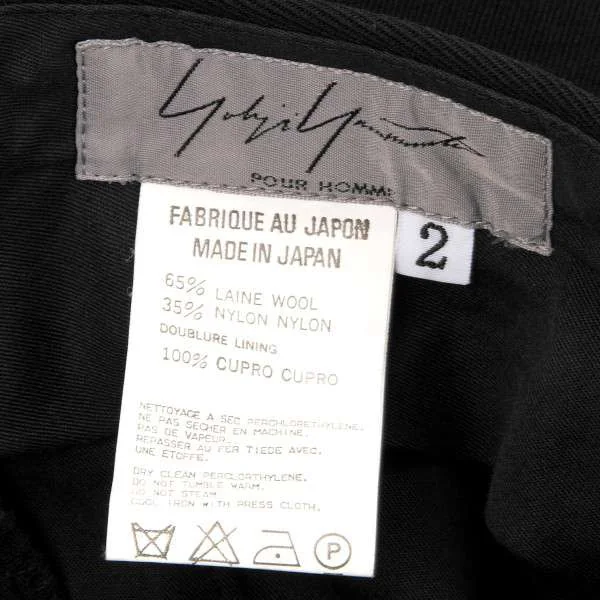 Yohji Yamamoto
POUR HOMME
2
FABRIQUE AU JAPON
MADE IN JAPAN
65% LAINE WOOL
35% NYLON NYLON
DOUBLURE LINING
100% CUPRO CUPRO
NETTOYAGE A SEC PERCHLORETHYLENE.
NE PAS SECHER EN MACHINE.
PAS DE VAPEUR.
REPASSER AU FER TIEDE AVEC.
UNE ETOFFE.
DRY CLEAN PERCLORTHYLENE.
DO NOT TUMBLE WARM.
DO NOT STEAM.
COOL IRON WITH PRESS CLOTH.
P